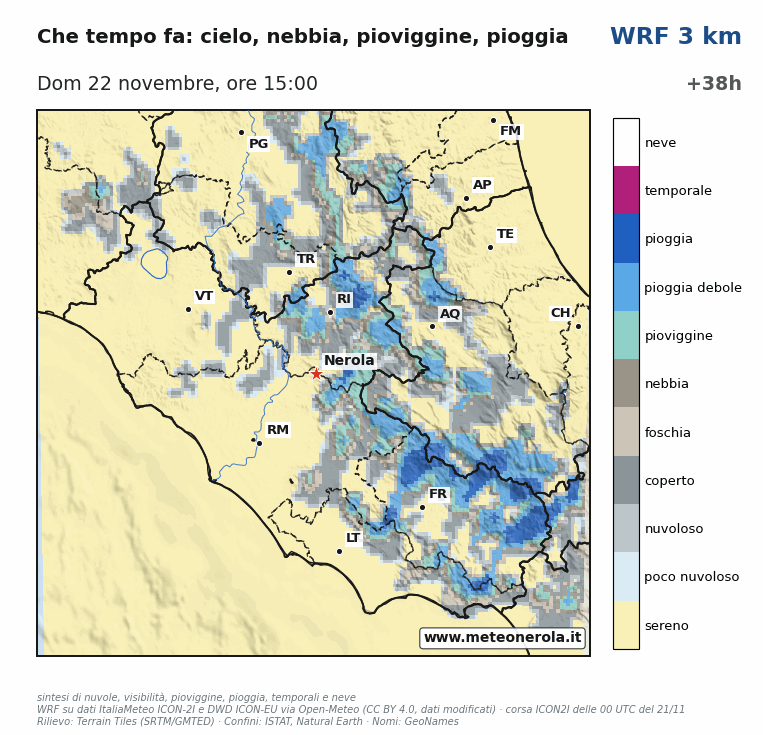 Che tempo fa: cielo, nebbia, pioviggine, pioggia
WRF 3 km
Dom 22 novembre, ore 15:00
+38h
FM
PG
AP
TE
TR
VT
RI
AQ
CH
Nerola
RM
FR
LT
www.meteonerola.it
neve
temporale
pioggia
pioggia debole
pioviggine
nebbia
foschia
coperto
nuvoloso
poco nuvoloso
sereno
sintesi di nuvole, visibilità, pioviggine, pioggia, temporali e neve
WRF su dati ItaliaMeteo ICON-2I e DWD ICON-EU via Open-Meteo (CC BY 4.0, dati modificati) · corsa ICON2I delle 00 UTC del 21/11
Rilievo: Terrain Tiles (SRTM/GMTED) · Confini: ISTAT, Natural Earth · Nomi: GeoNames